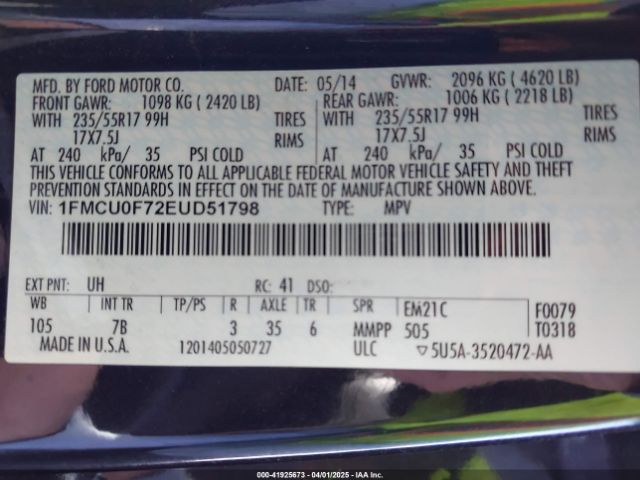 MFD. BY FORD MOTOR CO. DATE: 05/14 GVWR: 2096 KG ( 4620 LB)
FRONT GAWR: 1098 KG ( 2420 LB) REAR GAWR: 1006 KG ( 2218 LB)
WITH 235/55R17 99H TIRES WITH 235/55R17 99H TIRES
17X7.5J RIMS 17X7.5J RIMS
AT 240 kPa/ 35 PSI COLD AT 240 kPa/ 35 PSI COLD
THIS VEHICLE CONFORMS TO ALL APPLICABLE FEDERAL MOTOR VEHICLE SAFETY AND THEFT
PREVENTION STANDARDS IN EFFECT ON THE DATE OF MANUFACTURE SHOWN ABOVE.
VIN: 1FMCU0F72EUD51798 TYPE: MPV
EXT PNT: UH RC: 41 DSO:
WB INT TR TP/PS R AXLE TR SPR EM21C F0079
105 7B 3 35 6 MMPP 505 T0318
MADE IN U.S.A. 1201405050727 ULC ▽5U5A-3520472-AA
000-41925673 - 04/01/2025 - IAAI, Inc.